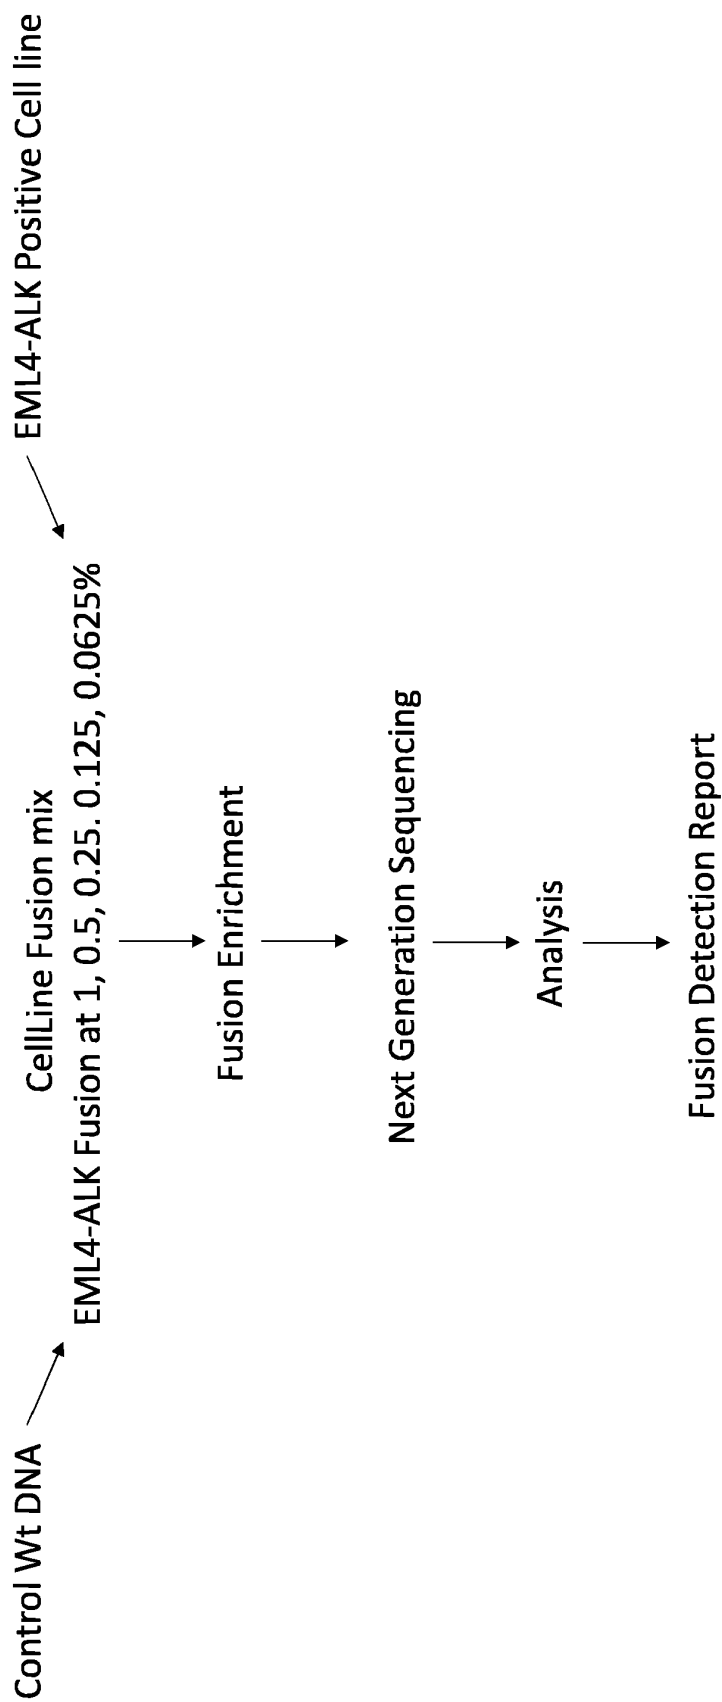 Control Wt DNA
EML4-ALK Positive Cell line
CellLine Fusion mix
EML4-ALK Fusion at 1, 0.5, 0.25. 0.125, 0.0625%
Fusion Enrichment
Next Generation Sequencing
Analysis
Fusion Detection Report